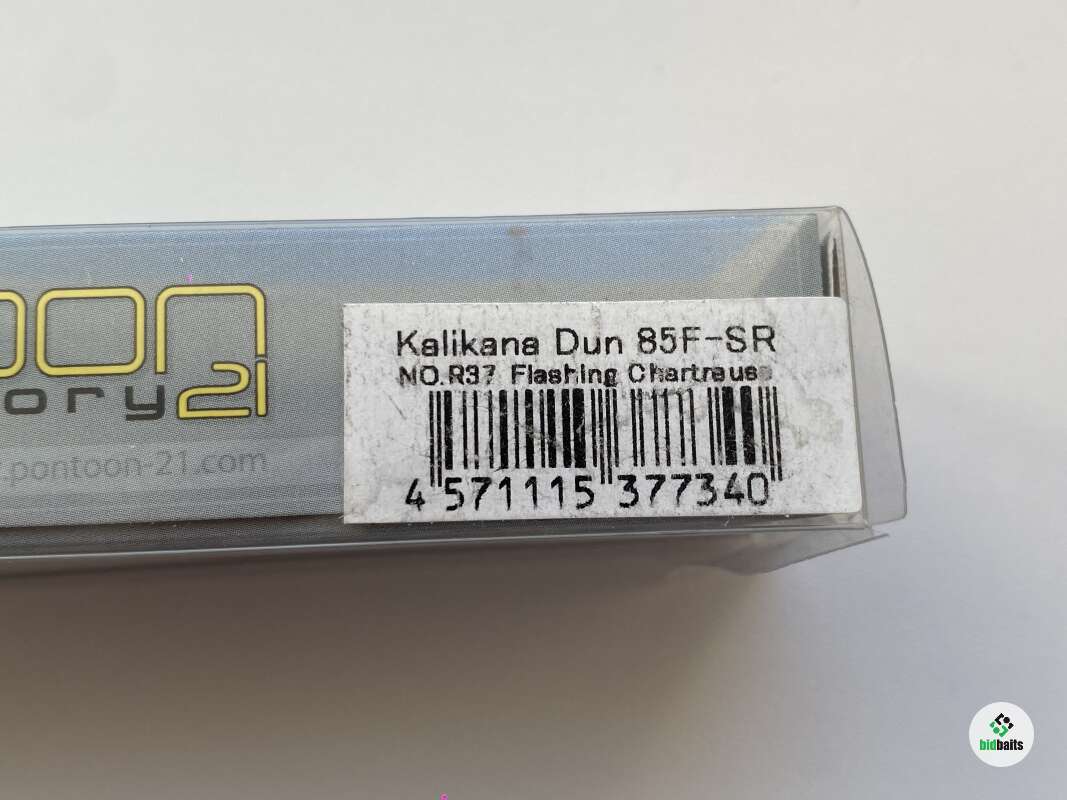 oon
ory21
.pontoon-21.com
Kalikana Dun 85F-SR
NO.R37 Flashing Chartreuse
4 571115 377340
bidbaits